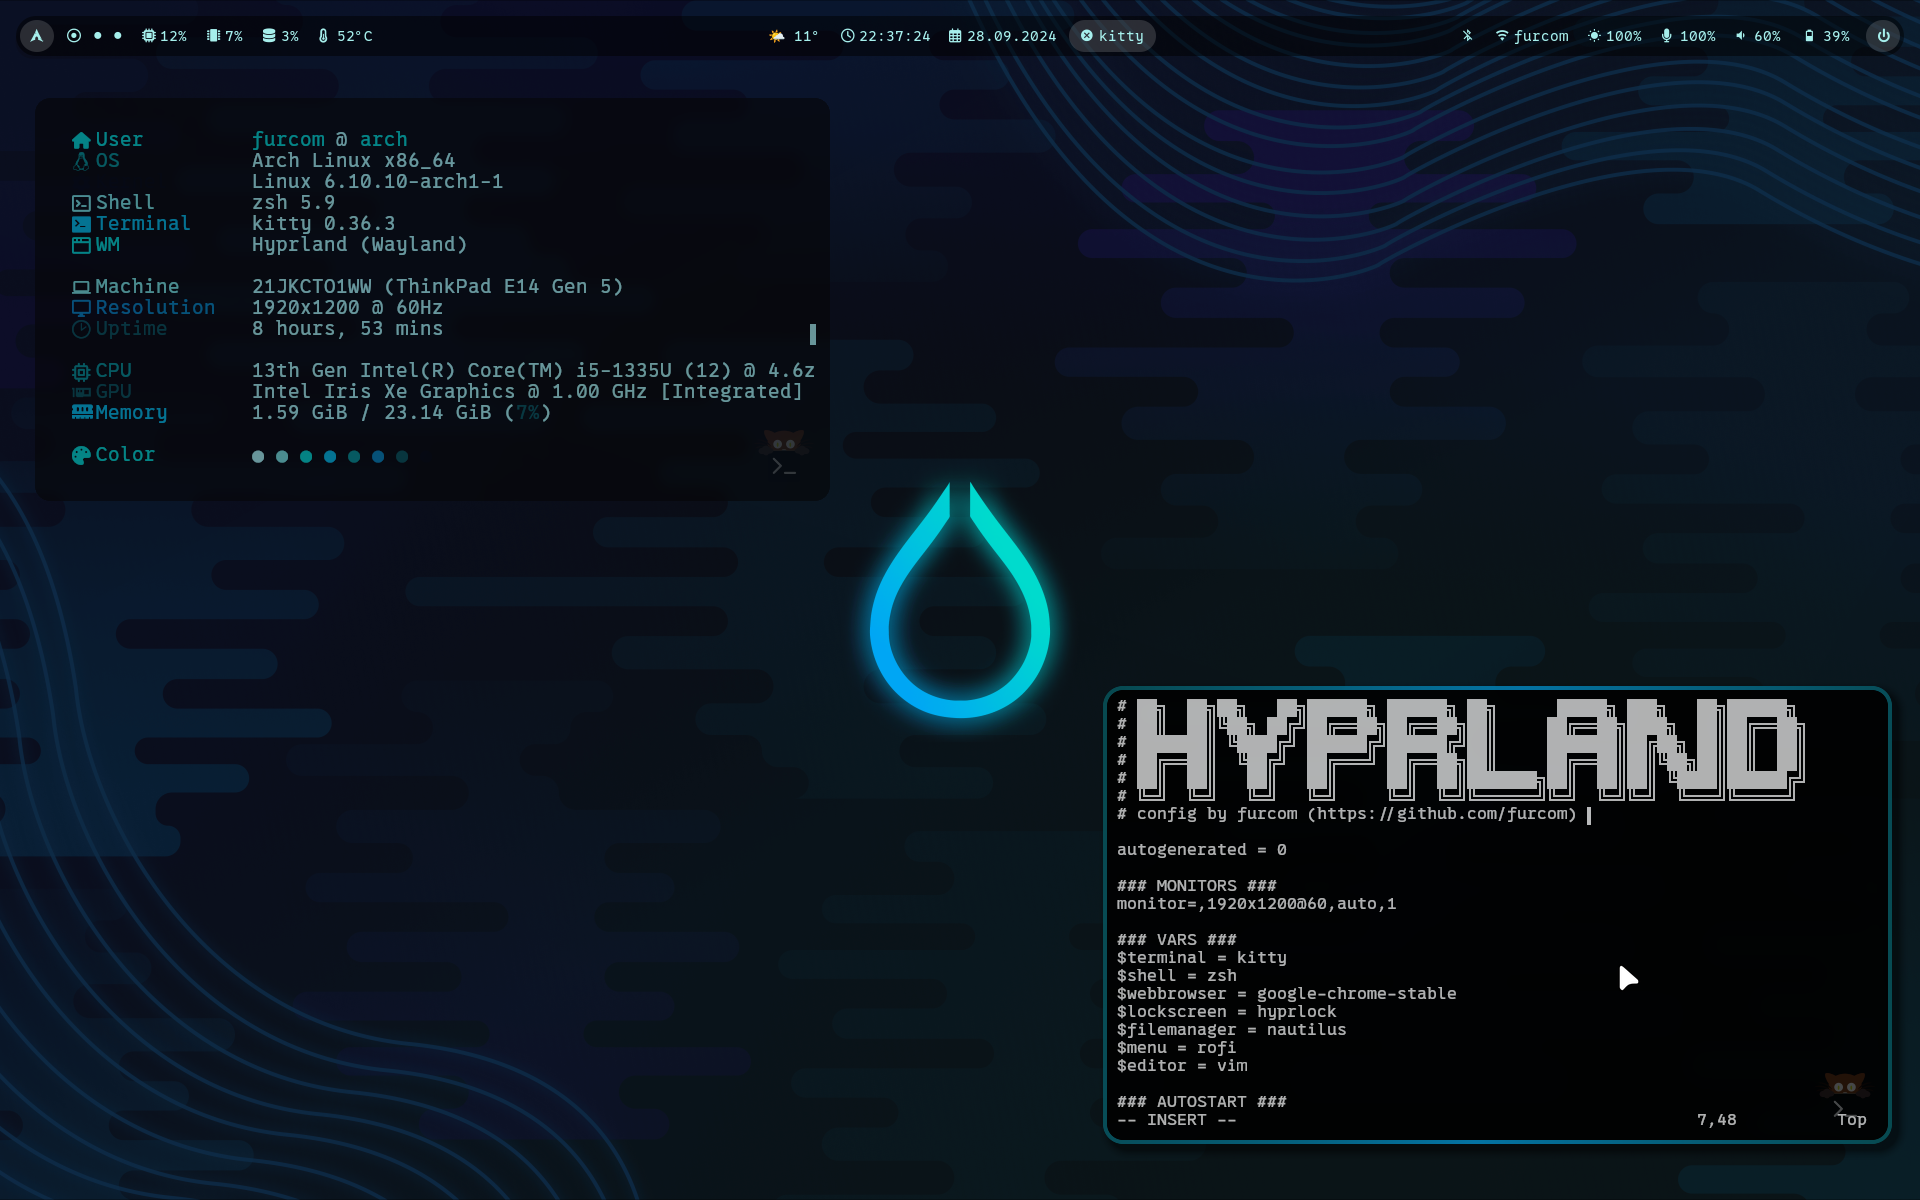 12% 7% 3% 52°C 11° 22:37:24 28.09.2024 kitty furcom 100% 100% 60% 39%
User furcom @ arch
OS Arch Linux x86_64
Linux 6.10.10-arch1-1
Shell zsh 5.9
Terminal kitty 0.36.3
WM Hyprland (Wayland)
Machine 21JKCTO1WW (ThinkPad E14 Gen 5)
Resolution 1920x1200 @ 60Hz
Uptime 8 hours, 53 mins
CPU 13th Gen Intel(R) Core(TM) i5-1335U (12) @ 4.6z
GPU Intel Iris Xe Graphics @ 1.00 GHz [Integrated]
Memory 1.59 GiB / 23.14 GiB (7%)
Color
>_
# HYPRLAND
#
#
#
#
#
# config by furcom (https://github.com/furcom)
autogenerated = 0
### MONITORS ###
monitor=,1920x1200@60,auto,1
### VARS ###
$terminal = kitty
$shell = zsh
$webbrowser = google-chrome-stable
$lockscreen = hyprlock
$filemanager = nautilus
$menu = rofi
$editor = vim
### AUTOSTART ###
-- INSERT -- 7,48 Top